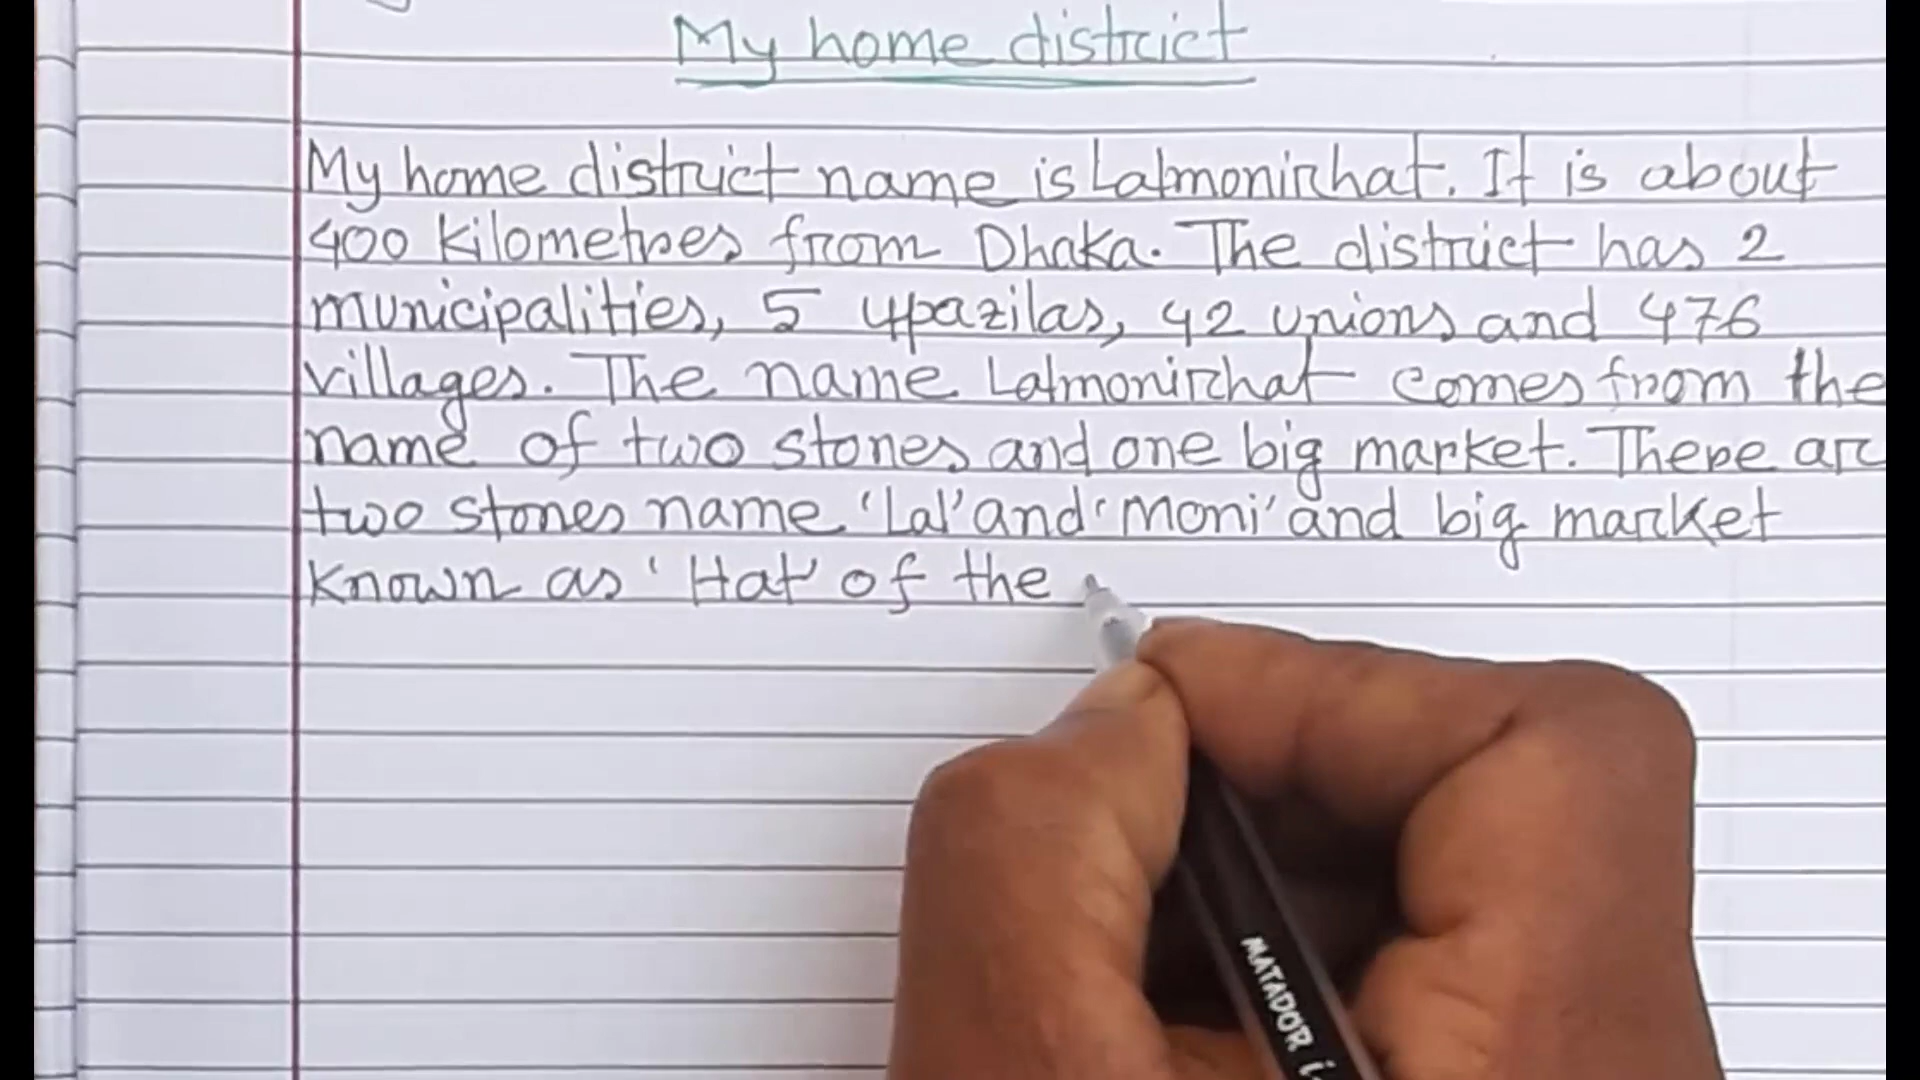 My home district
My home district name is Lalmonirhat. It is about
400 kilometres from Dhaka. The district has 2
municipalities, 5 upazilas, 42 unions and 476
villages. The name Lalmonirhat comes from the
name of two stones and one big market. There are
two stones name 'Lal' and 'Moni' and big market
known as 'Hat' of the
MATADOR i-